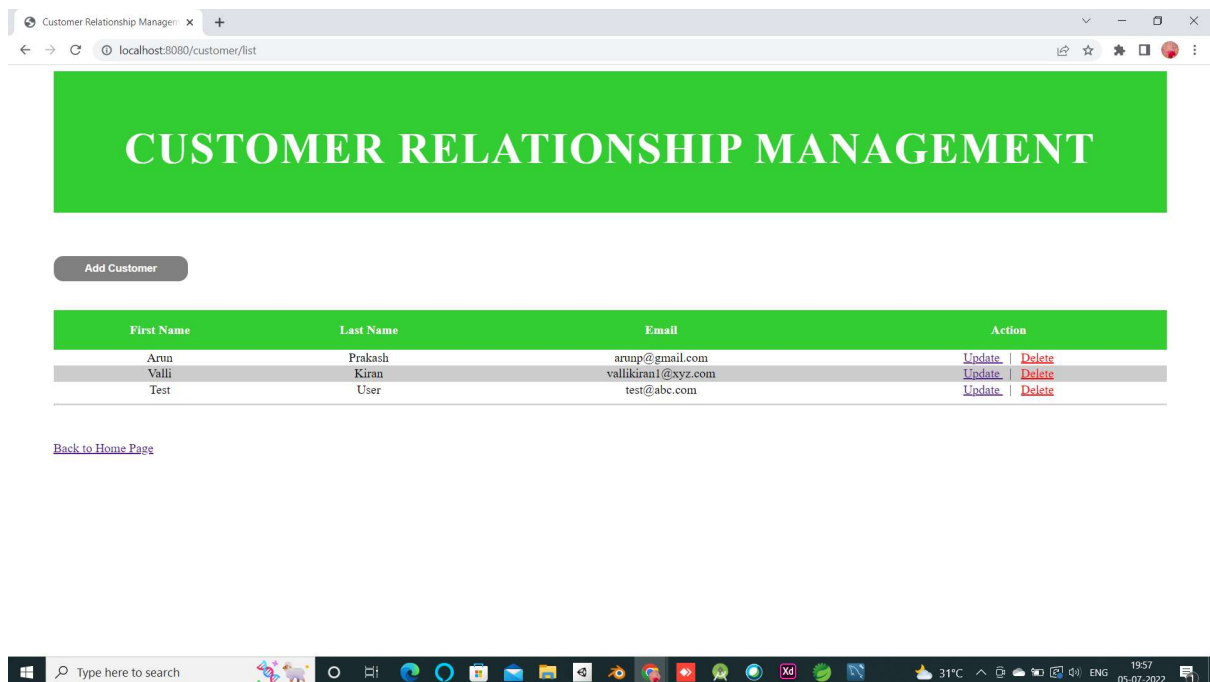 Customer Relationship Managem
localhost:8080/customer/list
CUSTOMER RELATIONSHIP MANAGEMENT
Add Customer
First Name Last Name Email Action
Arun Prakash arunp@gmail.com Update | Delete
Valli Kiran vallikiran1@xyz.com Update | Delete
Test User test@abc.com Update | Delete
Back to Home Page
Type here to search Xd 31°C ENG 19:57
05-07-2022 1